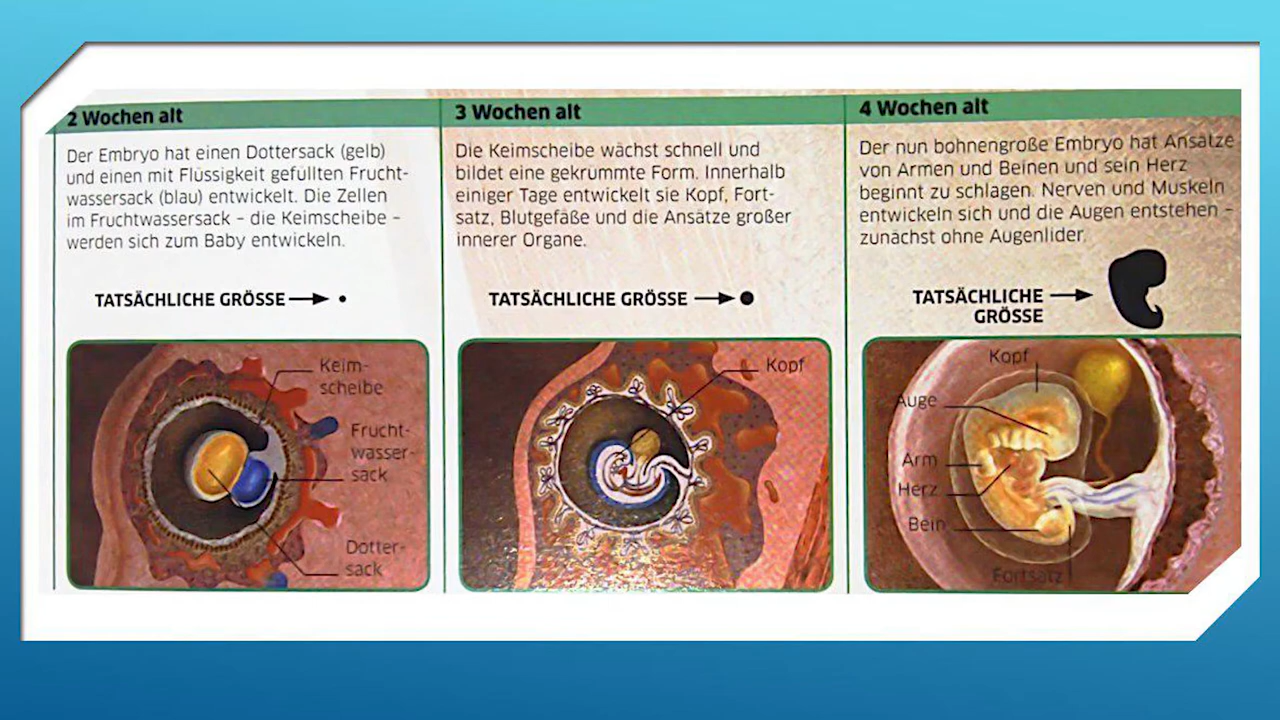 2 Wochen alt
Der Embryo hat einen Dottersack (gelb)
und einen mit Flüssigkeit gefüllten Frucht-
wassersack (blau) entwickelt. Die Zellen
im Fruchtwassersack – die Keimscheibe –
werden sich zum Baby entwickeln.
TATSÄCHLICHE GRÖSSE
Keim-
scheibe
Frucht-
wasser-
sack
Dotter-
sack
3 Wochen alt
Die Keimscheibe wächst schnell und
bildet eine gekrümmte Form. Innerhalb
einiger Tage entwickelt sie Kopf, Fort-
satz, Blutgefäße und die Ansätze großer
innerer Organe.
TATSÄCHLICHE GRÖSSE
Kopf
4 Wochen alt
Der nun bohnengroße Embryo hat Ansätze
von Armen und Beinen und sein Herz
beginnt zu schlagen. Nerven und Muskeln
entwickeln sich und die Augen entstehen –
zunächst ohne Augenlider.
TATSÄCHLICHE
GRÖSSE
Kopf
Auge
Arm
Herz
Bein
Fortsatz